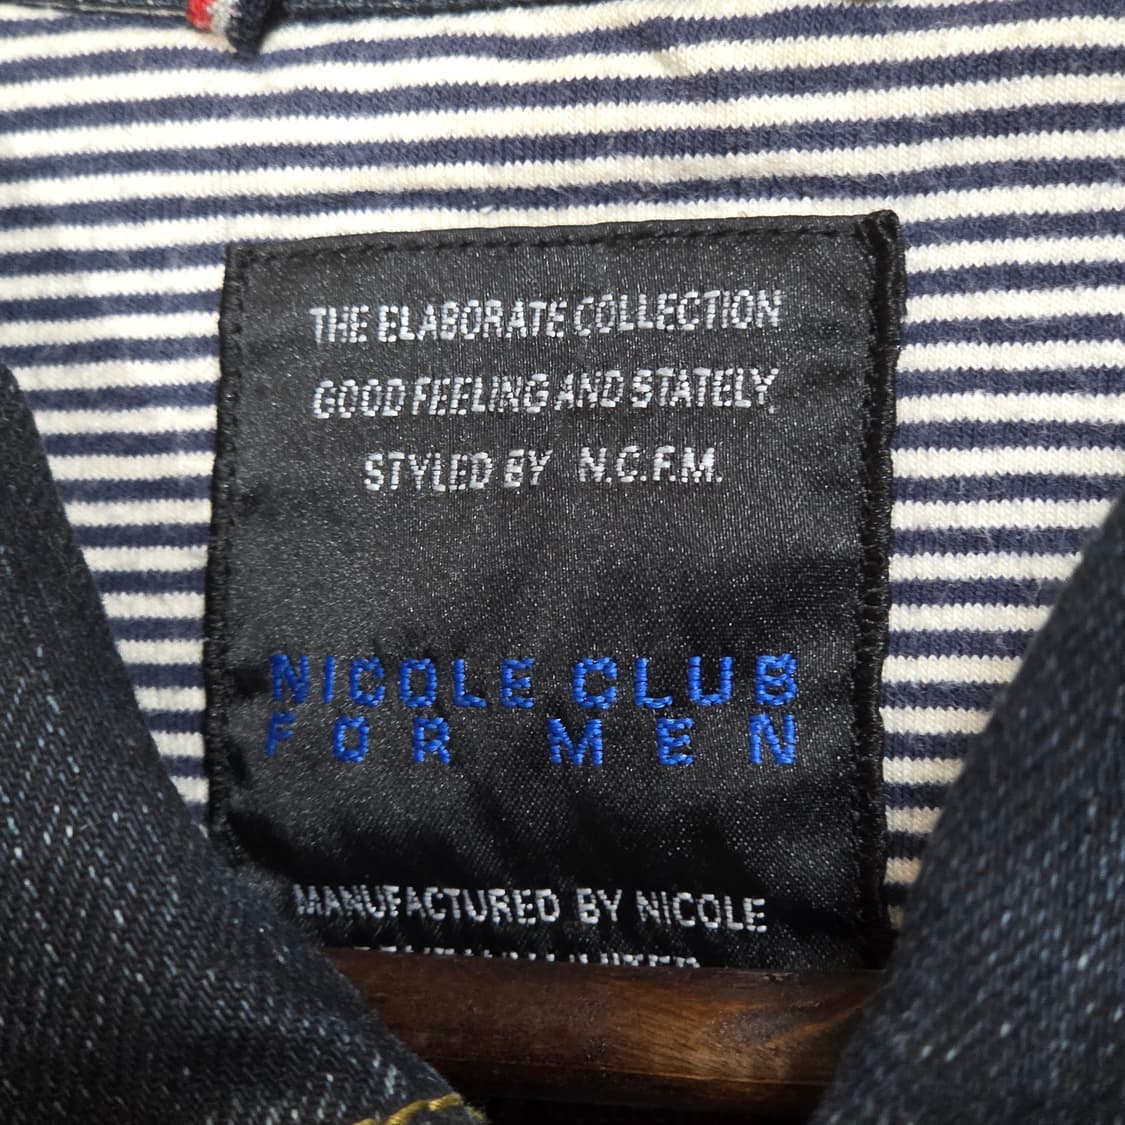 THE ELABORATE COLLECTION
GOOD FEELING AND STATELY.
STYLED BY N.C.F.M.
NICOLE CLUB
FOR MEN
MANUFACTURED BY NICOLE